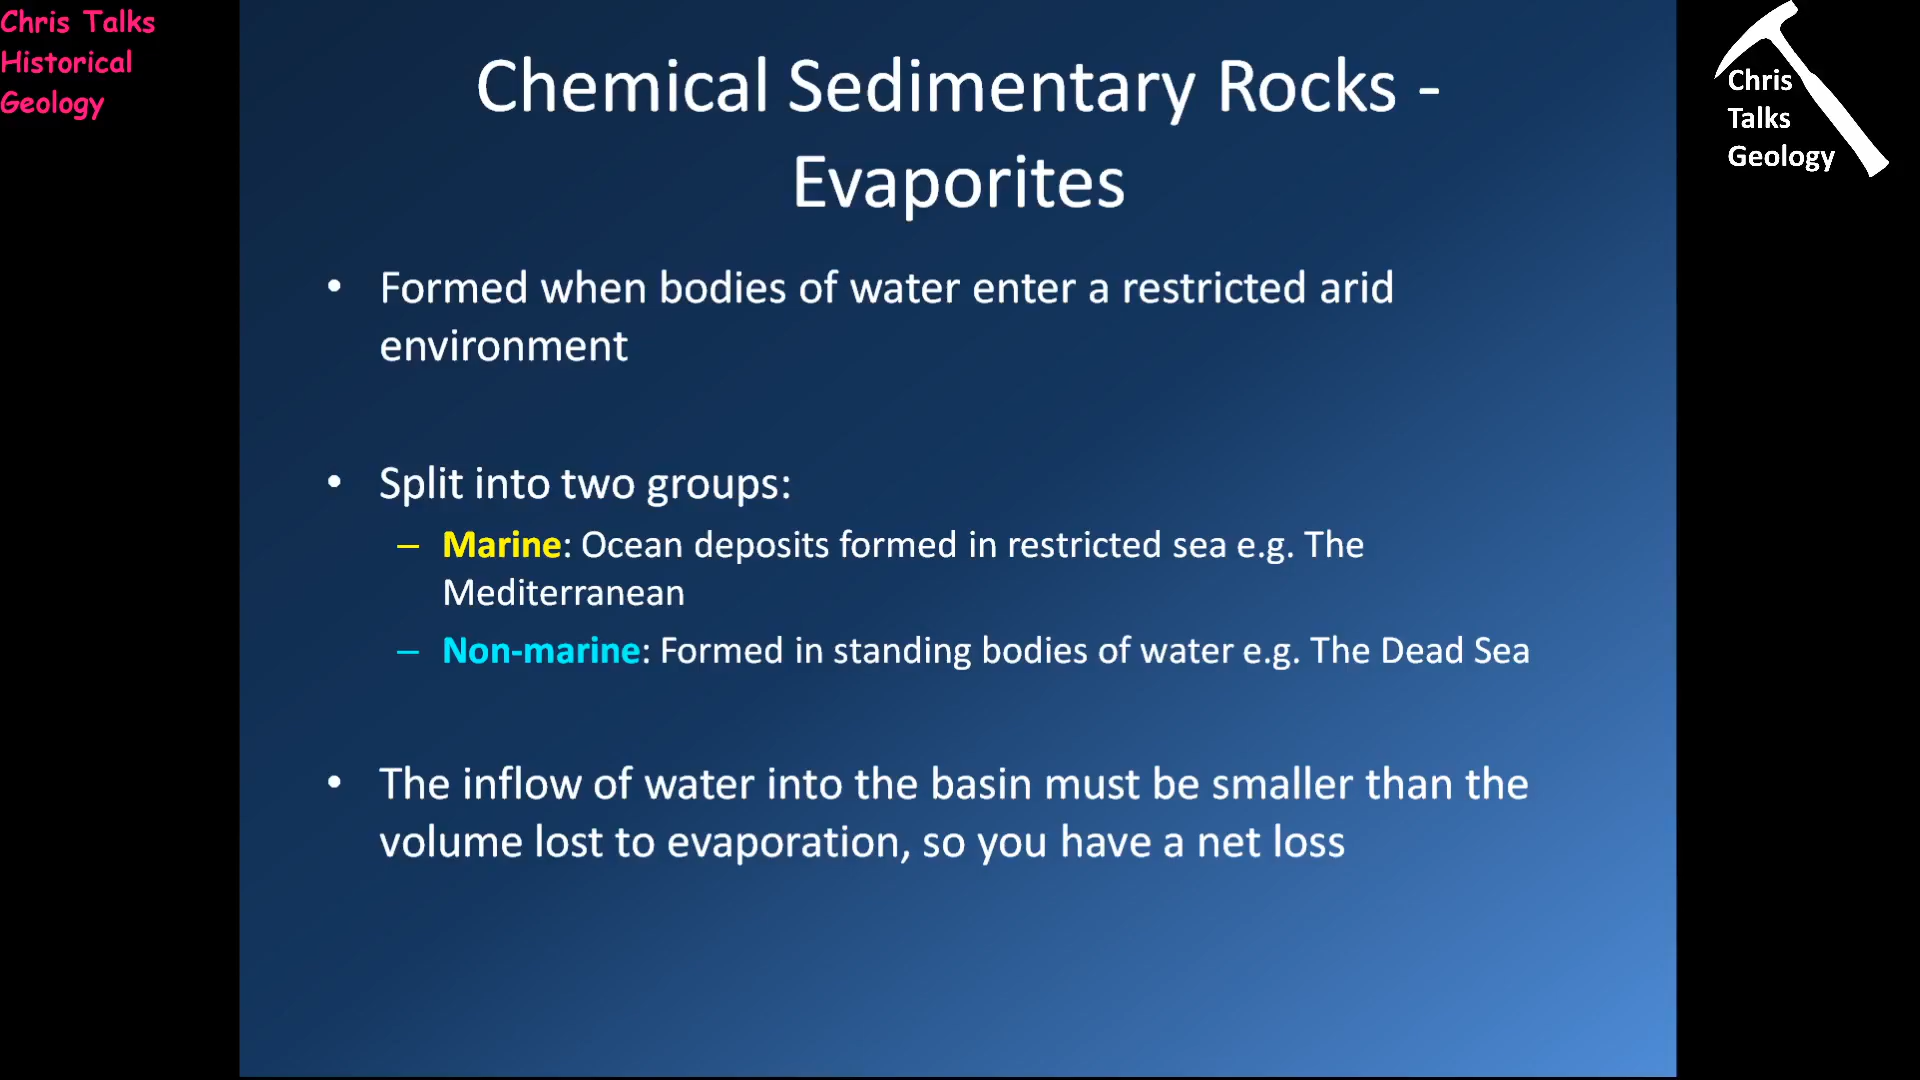 Chris Talks
Historical
Geology
Chemical Sedimentary Rocks -
Evaporites
Chris
Talks
Geology
• Formed when bodies of water enter a restricted arid
environment
• Split into two groups:
– Marine: Ocean deposits formed in restricted sea e.g. The
Mediterranean
– Non-marine: Formed in standing bodies of water e.g. The Dead Sea
• The inflow of water into the basin must be smaller than the
volume lost to evaporation, so you have a net loss